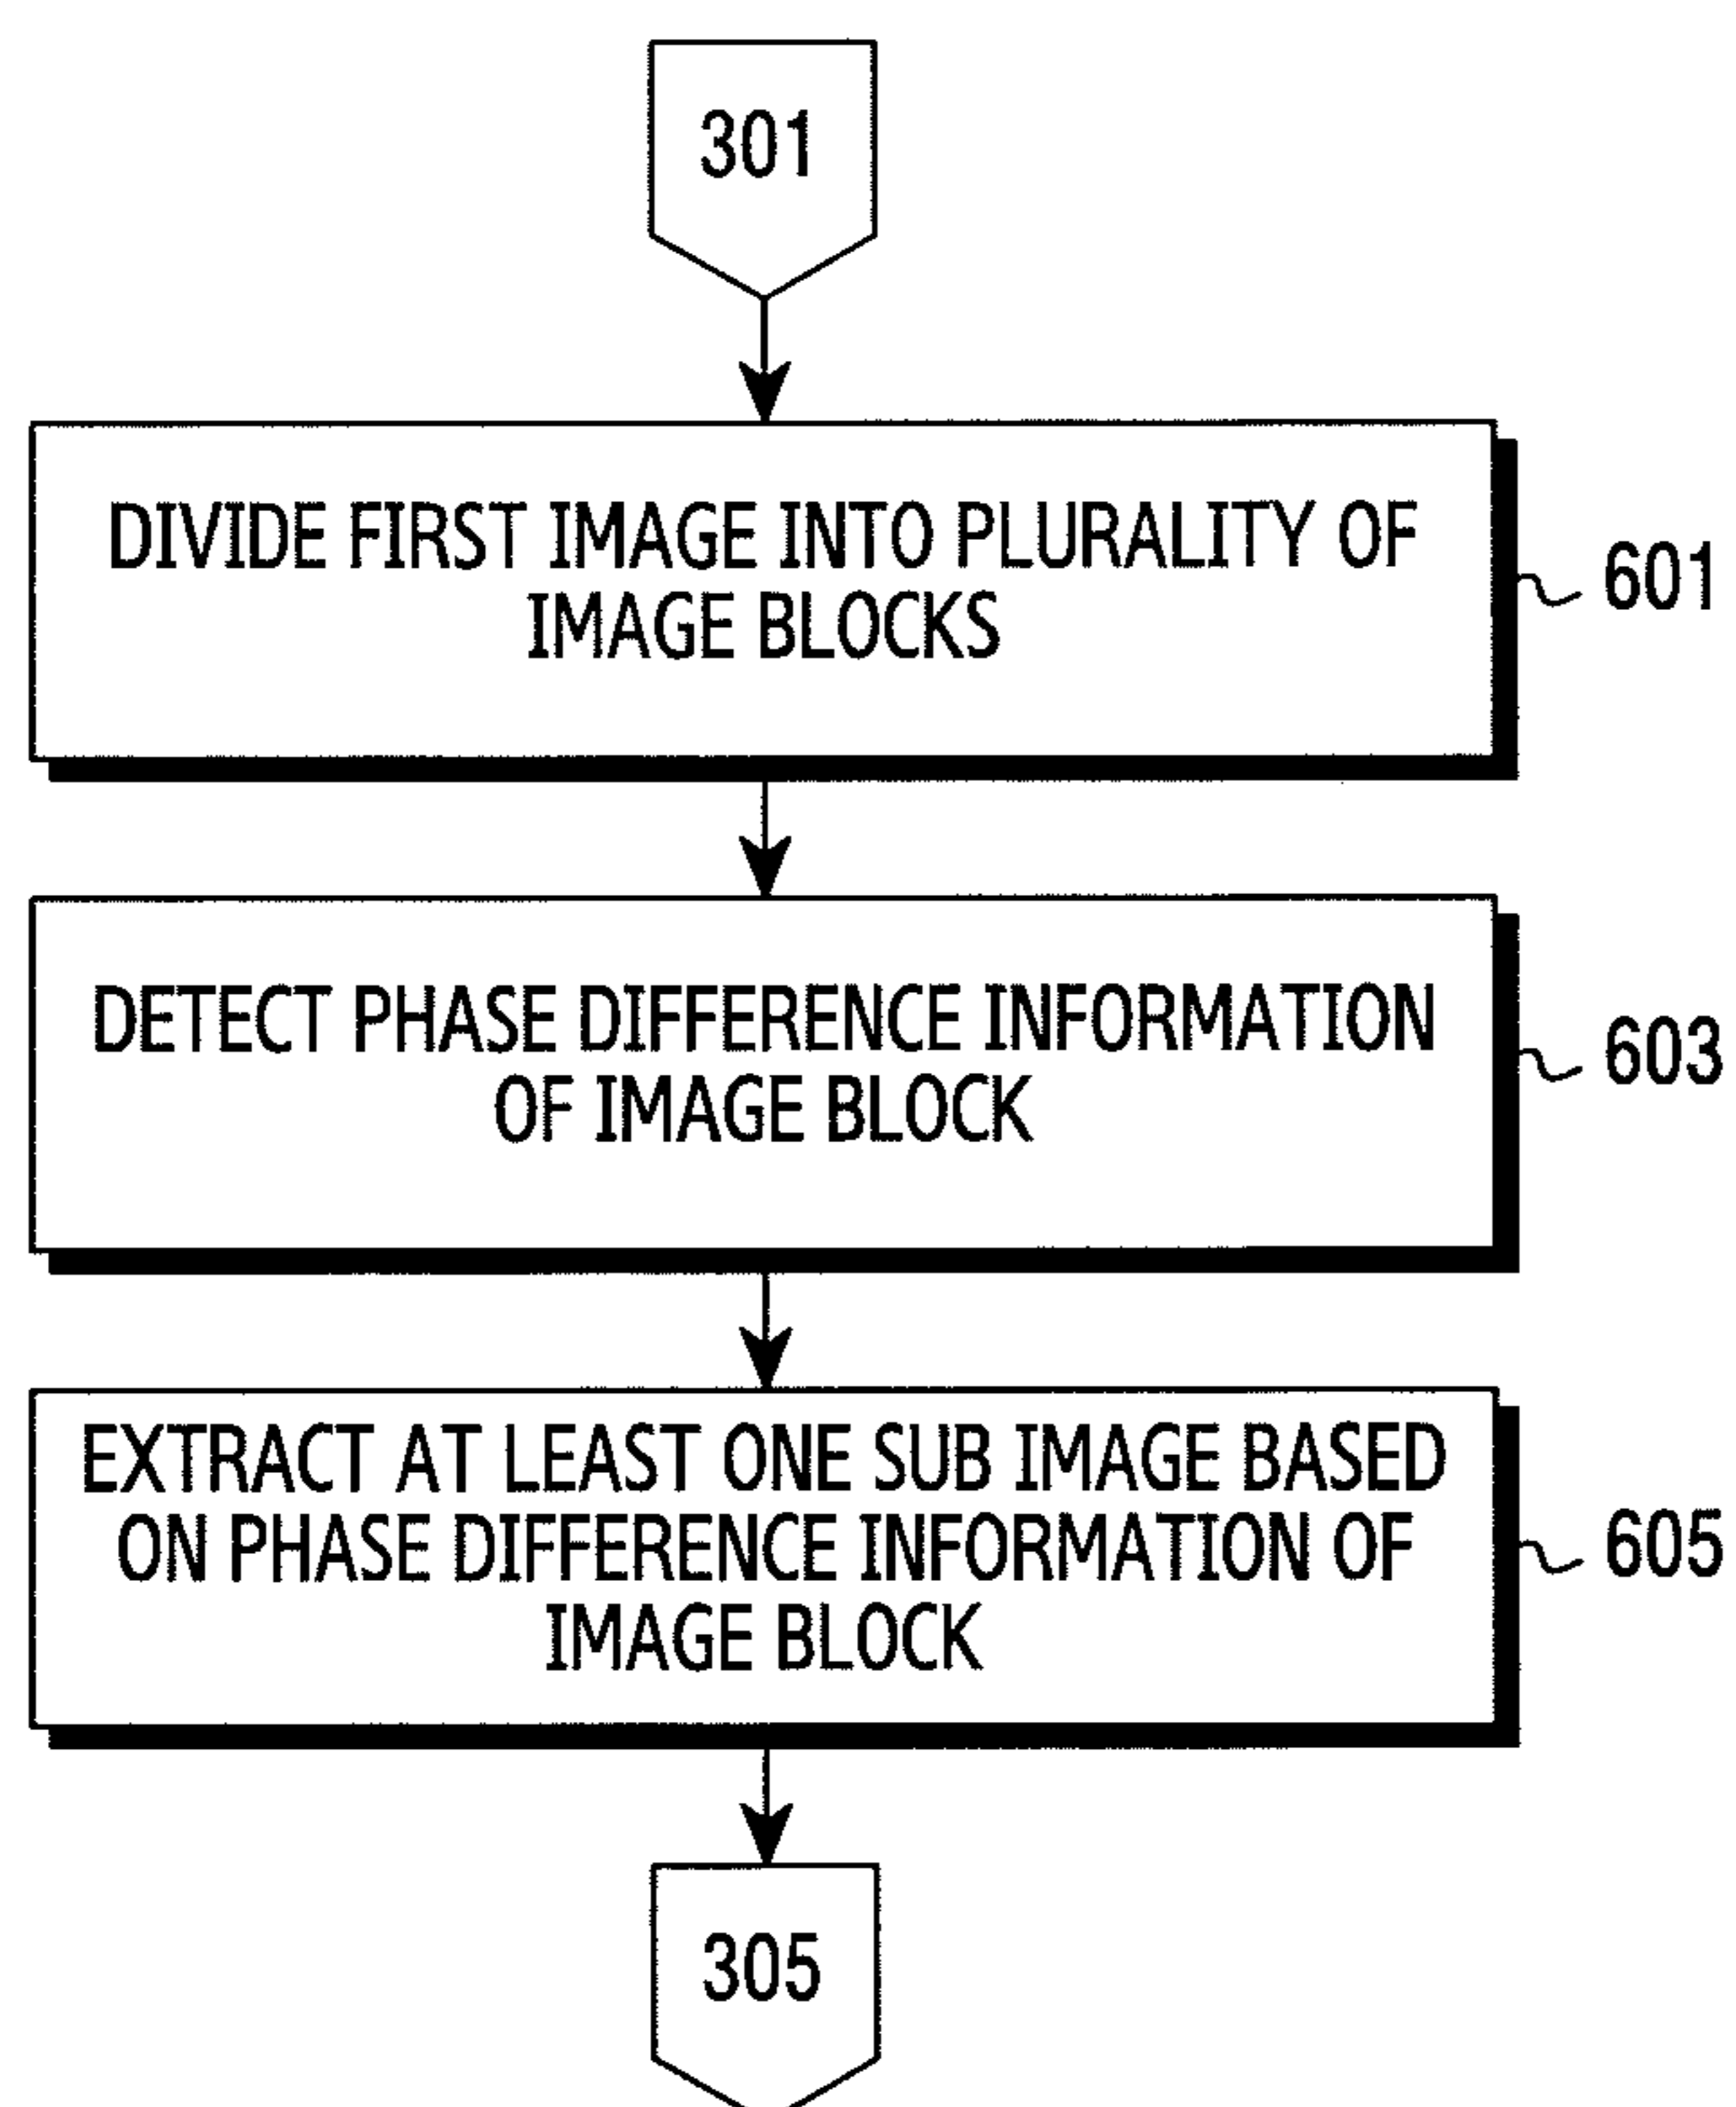 301
DIVIDE FIRST IMAGE INTO PLURALITY OF
IMAGE BLOCKS
601
DETECT PHASE DIFFERENCE INFORMATION
OF IMAGE BLOCK
603
EXTRACT AT LEAST ONE SUB IMAGE BASED
ON PHASE DIFFERENCE INFORMATION OF
IMAGE BLOCK
605
305